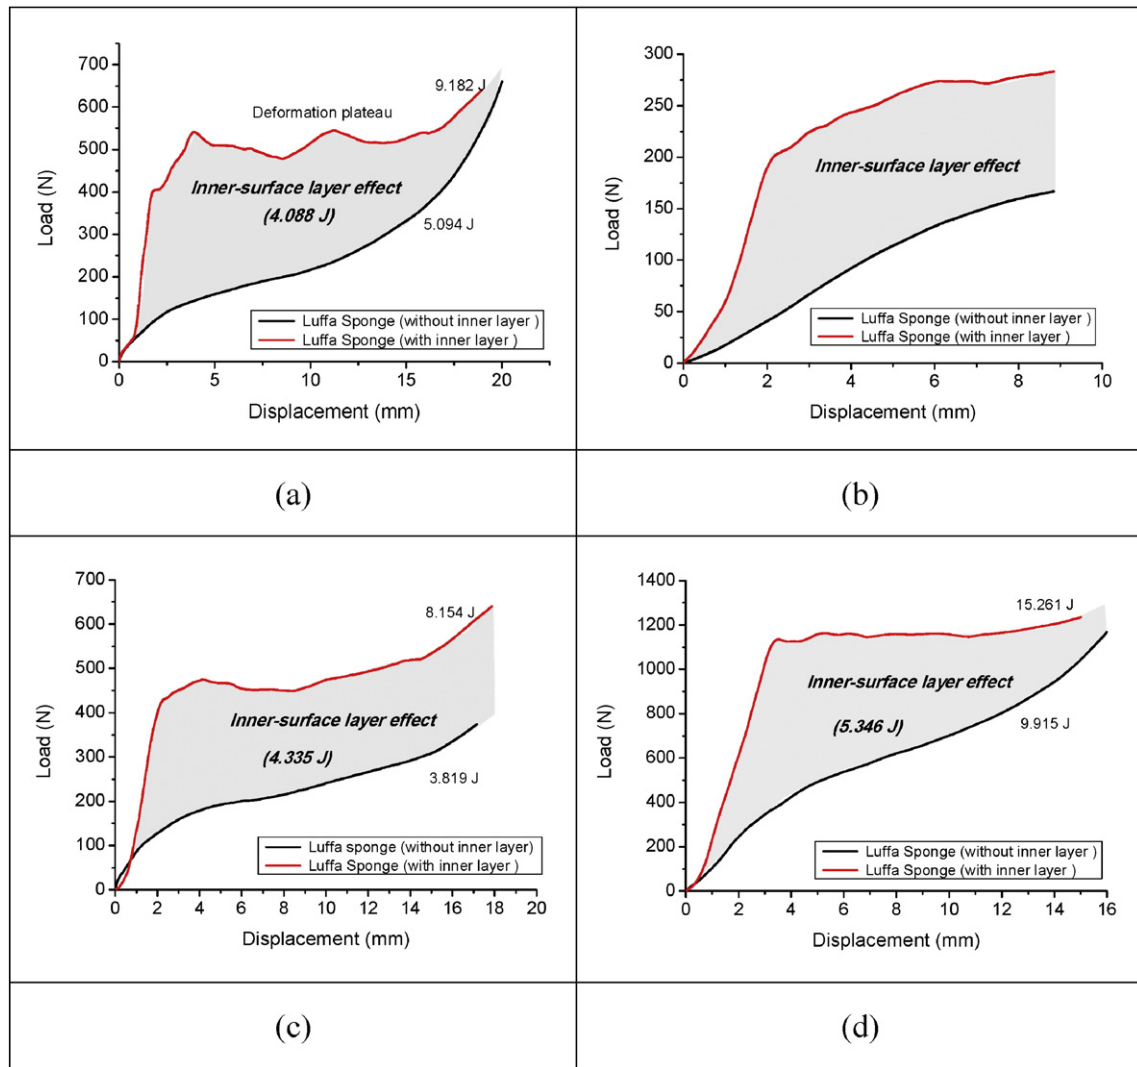 700
600
500
400
300
200
100
0
Load (N)
9.182 J
Deformation plateau
Inner-surface layer effect
(4.088 J)
5.094 J
Luffa Sponge (without inner layer )
Luffa Sponge (with inner layer )
0 5 10 15 20
Displacement (mm)
300
250
200
150
100
50
0
Load (N)
Inner-surface layer effect
Luffa Sponge (without inner layer )
Luffa Sponge (with inner layer )
0 2 4 6 8 10
Displacement (mm)
(a)
(b)
700
600
500
400
300
200
100
0
Load (N)
8.154 J
Inner-surface layer effect
(4.335 J)
3.819 J
Luffa sponge (without inner layer)
Luffa Sponge (with inner layer )
0 2 4 6 8 10 12 14 16 18 20
Displacement (mm)
1400
1200
1000
800
600
400
200
0
Load (N)
15.261 J
Inner-surface layer effect
(5.346 J)
9.915 J
Luffa Sponge (without inner layer )
Luffa Sponge (with inner layer )
0 2 4 6 8 10 12 14 16
Displacement (mm)
(c)
(d)